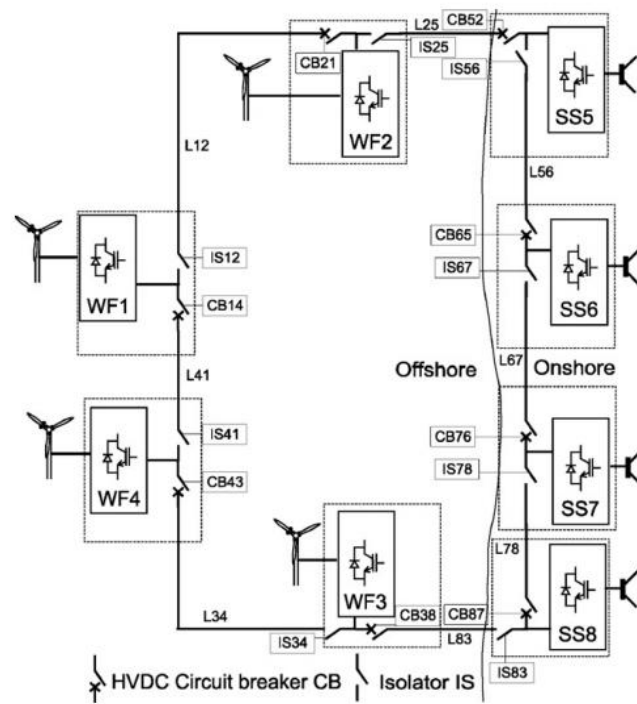 L25
CB52
CB21
IS25
IS56
WF2
SS5
L12
L56
CB65
IS12
IS67
WF1
CB14
SS6
L67
Offshore
Onshore
L41
CB76
IS41
IS78
WF4
CB43
SS7
L78
WF3
CB38
CB87
L34
L83
SS8
IS34
IS83
HVDC Circuit breaker CB
Isolator IS